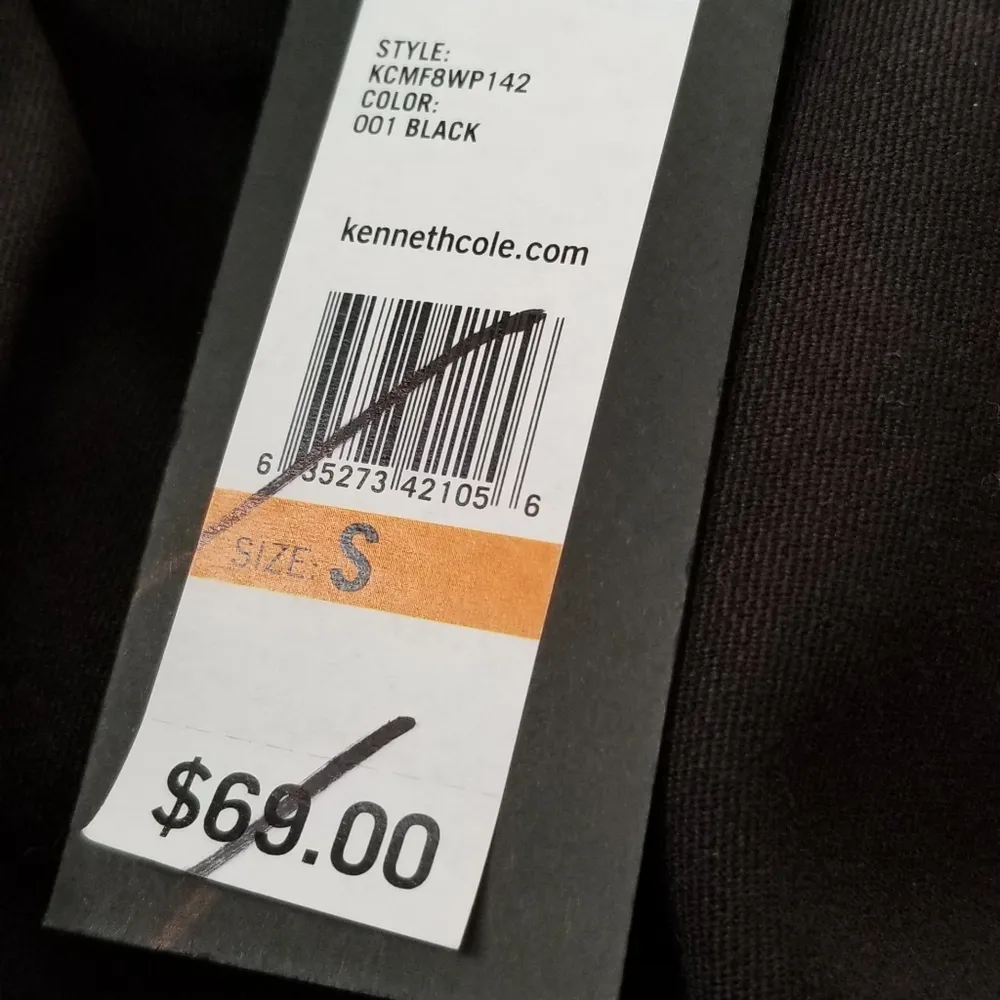 STYLE:
KCMF8WP142
COLOR:
001 BLACK
kennethcole.com
6 35273 42105 6
SIZE: S
$69.00